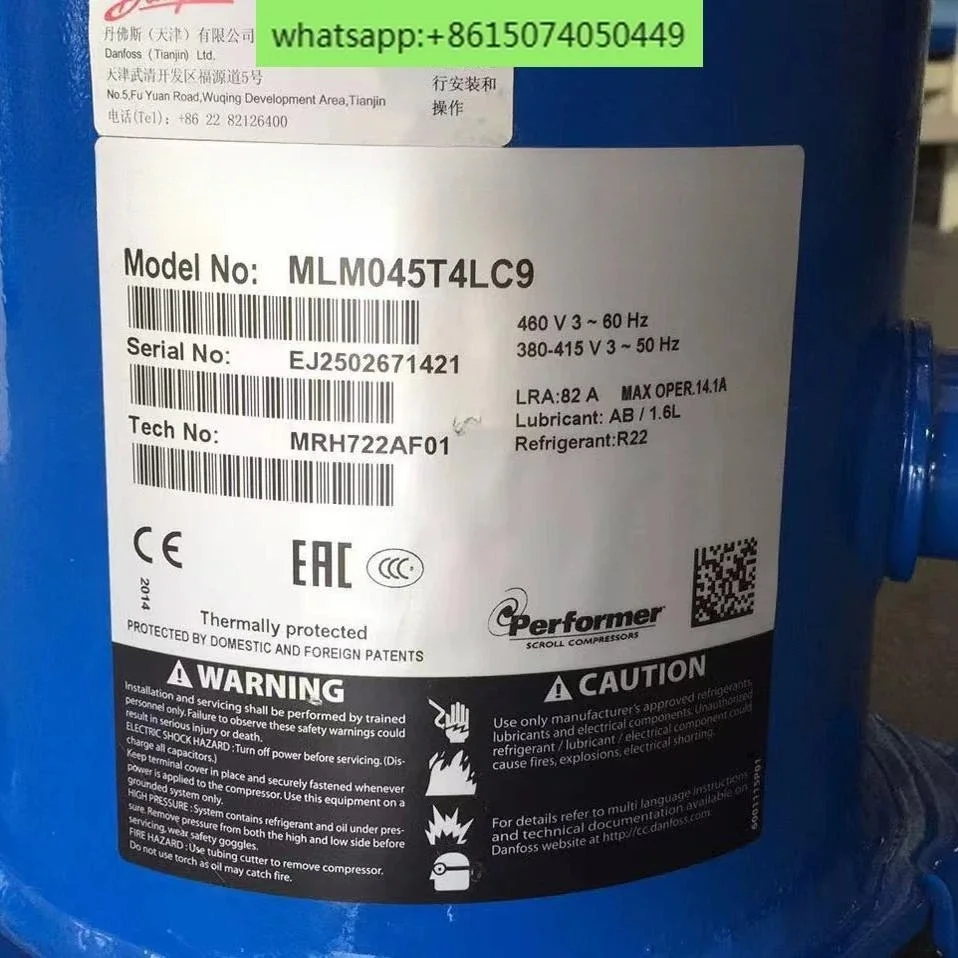 whatsapp:+8615074050449
Danfoss
丹佛斯（天津）有限公司
Danfoss (Tianjin) Ltd.
天津武清开发区福源道5号
No.5,Fu Yuan Road,Wuqing Development Area,Tianjin
电话(Tel)：+86 22 82126400
行安装和
操作
Model No: MLM045T4LC9
Serial No: EJ2502671421
Tech No: MRH722AF01
460 V 3 ~ 60 Hz
380-415 V 3 ~ 50 Hz
LRA:82 A MAX OPER.14.1A
Lubricant: AB / 1.6L
Refrigerant:R22
CE
2014
EAC
CCC
Thermally protected
PROTECTED BY DOMESTIC AND FOREIGN PATENTS
Performer
SCROLL COMPRESSORS
WARNING
Installation and servicing shall be performed by trained
personnel only. Failure to observe these safety warnings could
result in serious injury or death.
ELECTRIC SHOCK HAZARD : Turn off power before servicing. (Dis-
charge all capacitors.)
Keep terminal cover in place and securely fastened whenever
power is applied to the compressor. Use this equipment on a
grounded system only.
HIGH PRESSURE : System contains refrigerant and oil under pres-
sure. Remove pressure from both the high and low side before
servicing, wear safety goggles.
FIRE HAZARD : Use tubing cutter to remove compressor.
Do not use torch as oil may catch fire.
CAUTION
Use only manufacturer's approved refrigerants,
lubricants and electrical components. Unauthorized
refrigerant / lubricant / electrical component could
cause fires, explosions, electrical shorting.
For details refer to multi language instructions
and technical documentation available on
Danfoss website at http://cc.danfoss.com